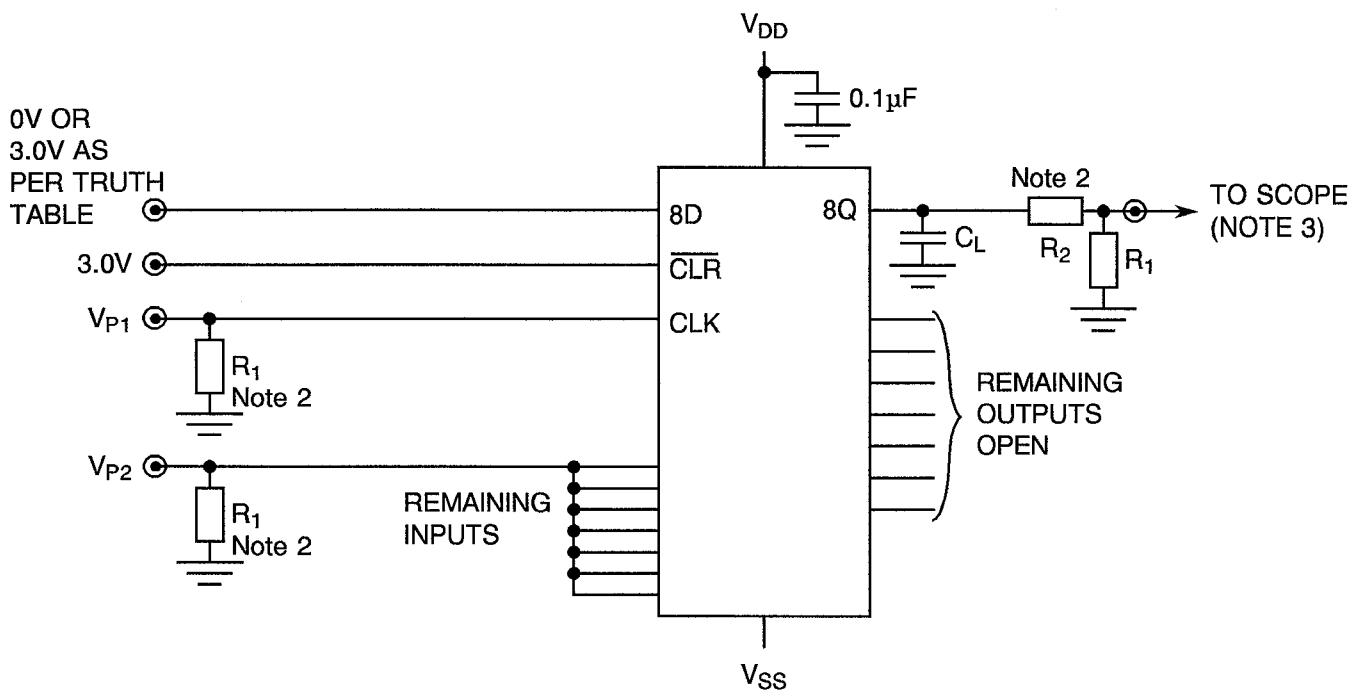 V_DD
0.1µF
0V OR
3.0V AS
PER TRUTH
TABLE
8D
8Q
Note 2
TO SCOPE
(NOTE 3)
C_L
R_2
R_1
3.0V
C̅L̅R̅
V_P1
CLK
R_1
Note 2
REMAINING
OUTPUTS
OPEN
V_P2
R_1
Note 2
REMAINING
INPUTS
V_SS